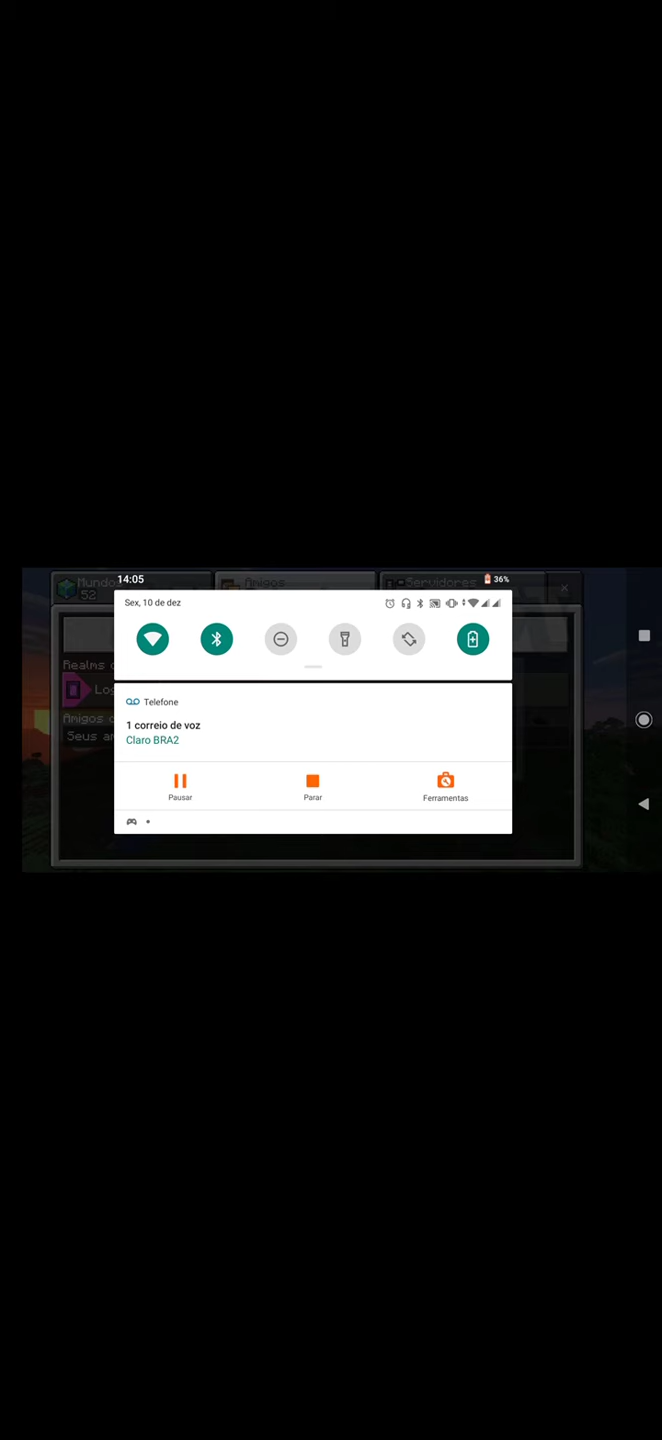 Mundos
52
Amigos
Servidores
14:05
36%
Sex, 10 de dez
Realms
Amigos
Seus
Telefone
1 correio de voz
Claro BRA2
Pausar
Parar
Ferramentas